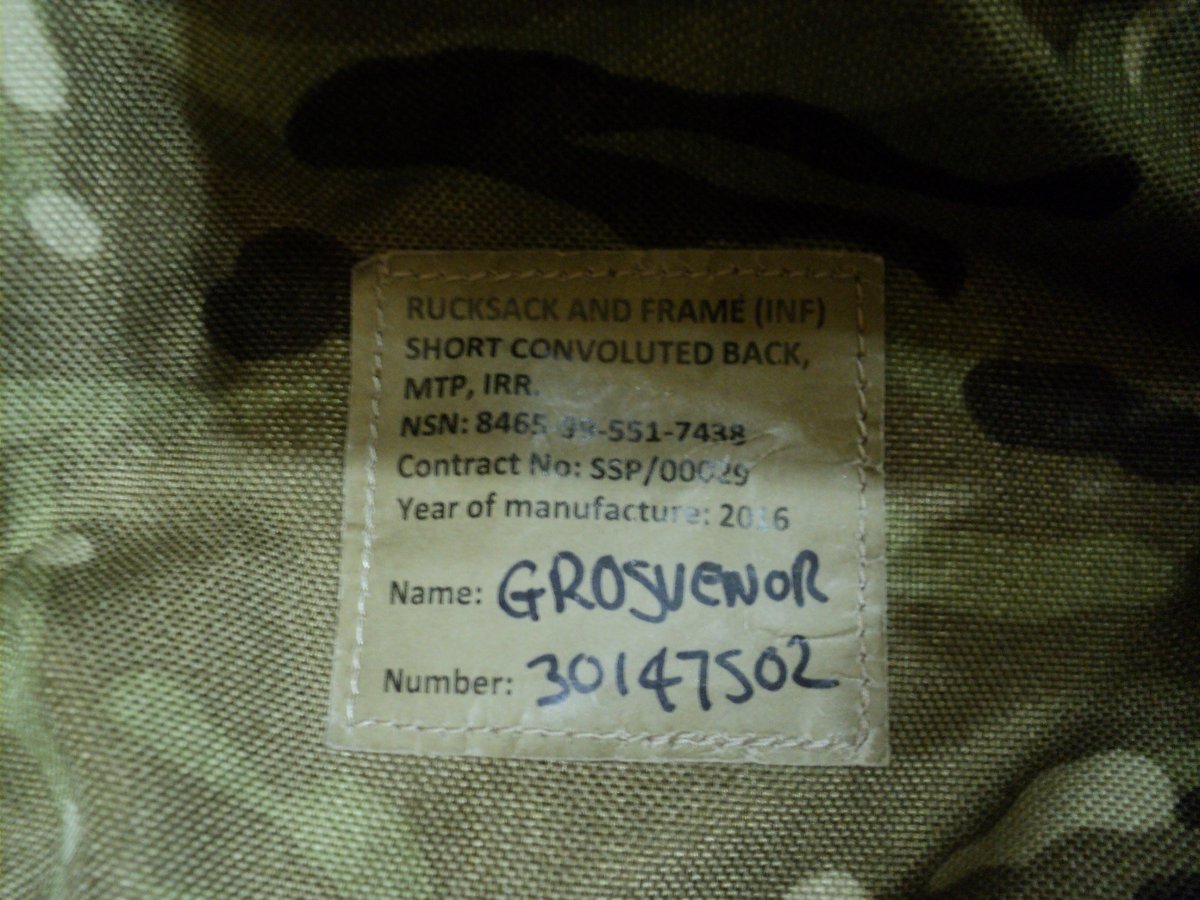 RUCKSACK AND FRAME (INF)
SHORT CONVOLUTED BACK,
MTP, IRR.
NSN: 8465-99-551-7438
Contract No: SSP/00029
Year of manufacture: 2016
Name: GROSVENOR
Number: 30147502